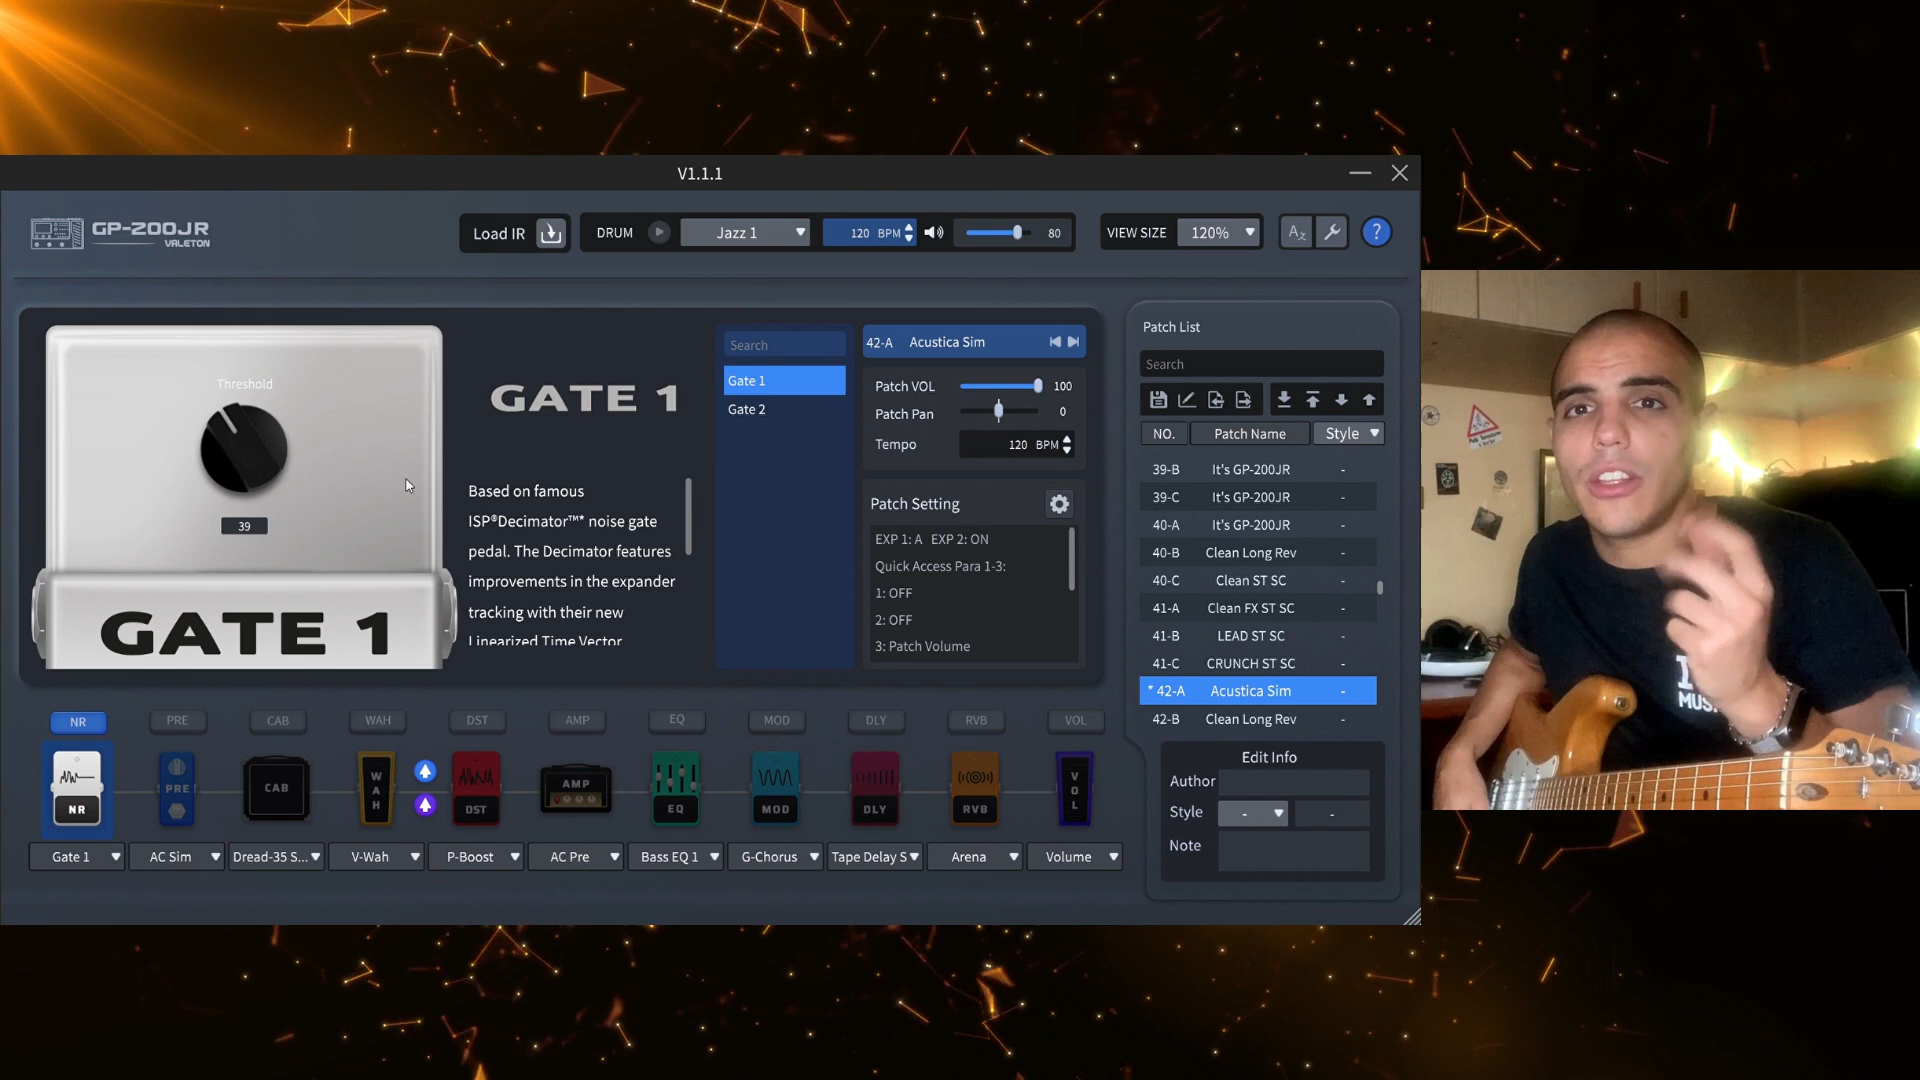 V1.1.1
GP-200JR
VALETON
Load IR
DRUM
Jazz 1
120 BPM
80
VIEW SIZE
120%
?
Threshold
39
GATE 1
GATE 1
Based on famous
ISP®Decimator™* noise gate
pedal. The Decimator features
improvements in the expander
tracking with their new
Linearized Time Vector
Search
Gate 1
Gate 2
42-A Acustica Sim
Patch VOL 100
Patch Pan 0
Tempo 120 BPM
Patch Setting
EXP 1: A EXP 2: ON
Quick Access Para 1-3:
1: OFF
2: OFF
3: Patch Volume
Patch List
Search
NO. Patch Name Style
39-B It's GP-200JR -
39-C It's GP-200JR -
40-A It's GP-200JR -
40-B Clean Long Rev -
40-C Clean ST SC -
41-A Clean FX ST SC -
41-B LEAD ST SC -
41-C CRUNCH ST SC -
* 42-A Acustica Sim -
42-B Clean Long Rev -
Edit Info
Author
Style - -
Note
NR PRE CAB WAH DST AMP EQ MOD DLY RVB VOL
NR PRE CAB WAH DST AMP EQ MOD DLY RVB VOL
Gate 1 AC Sim Dread-35 S... V-Wah P-Boost AC Pre Bass EQ 1 G-Chorus Tape Delay S Arena Volume